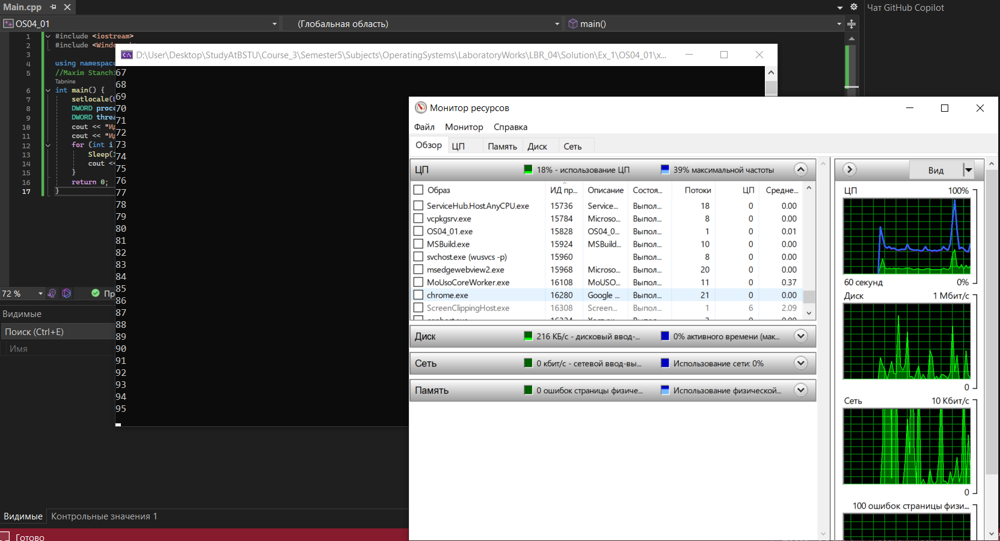 Main.cpp
Чат GitHub Copilot
OS04_01
(Глобальная область)
main()
1 #include <iostream>
2 #include <Windo
3
4 using namespace
5 //Maxim Stanchi
Tabnine
6 int main() {
7 setlocale(
8 DWORD proce
9 DWORD threa
10 cout << "Ид
11 cout << "Ид
12 for (int i
13 Sleep(1
14 cout <<
15 }
16 return 0;
17 }
72 %
Пр
Видимые
Поиск (Ctrl+E)
Имя
Видимые
Контрольные значения 1
Готово
D:\User\Desktop\StudyAtBSTU\Course_3\Semester5\Subjects\OperatingSystems\LaboratoryWorks\LBR_04\Solution\Ex_1\OS04_01\x...
67
68
69
70
71
72
73
74
75
76
77
78
79
80
81
82
83
84
85
86
87
88
89
90
91
92
93
94
95
Монитор ресурсов
Файл Монитор Справка
Обзор ЦП Память Диск Сеть
ЦП 18% - использование ЦП 39% максимальной частоты
Образ ИД пр... Описание Состоя... Потоки ЦП Средне...
ServiceHub.Host.AnyCPU.exe 15736 Service... Выпол... 18 0 0.00
vcpkgsrv.exe 15784 Microso... Выпол... 8 0 0.00
OS04_01.exe 15828 OS04_0... Выпол... 1 0 0.01
MSBuild.exe 15924 MSBuild... Выпол... 10 0 0.00
svchost.exe (wusvcs -p) 15960 Выпол... 8 0 0.00
msedgewebview2.exe 15968 Microso... Выпол... 20 0 0.00
MoUsoCoreWorker.exe 16108 MoUSO... Выпол... 11 0 0.37
chrome.exe 16280 Google ... Выпол... 21 0 0.00
ScreenClippingHost.exe 16308 Screen... Выпол... 1 6 2.09
Диск 216 КБ/с - дисковый ввод-... 0% активного времени (мак...
Сеть 0 кбит/с - сетевой ввод-вы... Использование сети: 0%
Память 0 ошибок страницы физиче... Использование физической...
Вид
ЦП 100%
60 секунд 0%
Диск 1 Мбит/с
0
Сеть 10 Кбит/с
0
100 ошибок страницы физи...